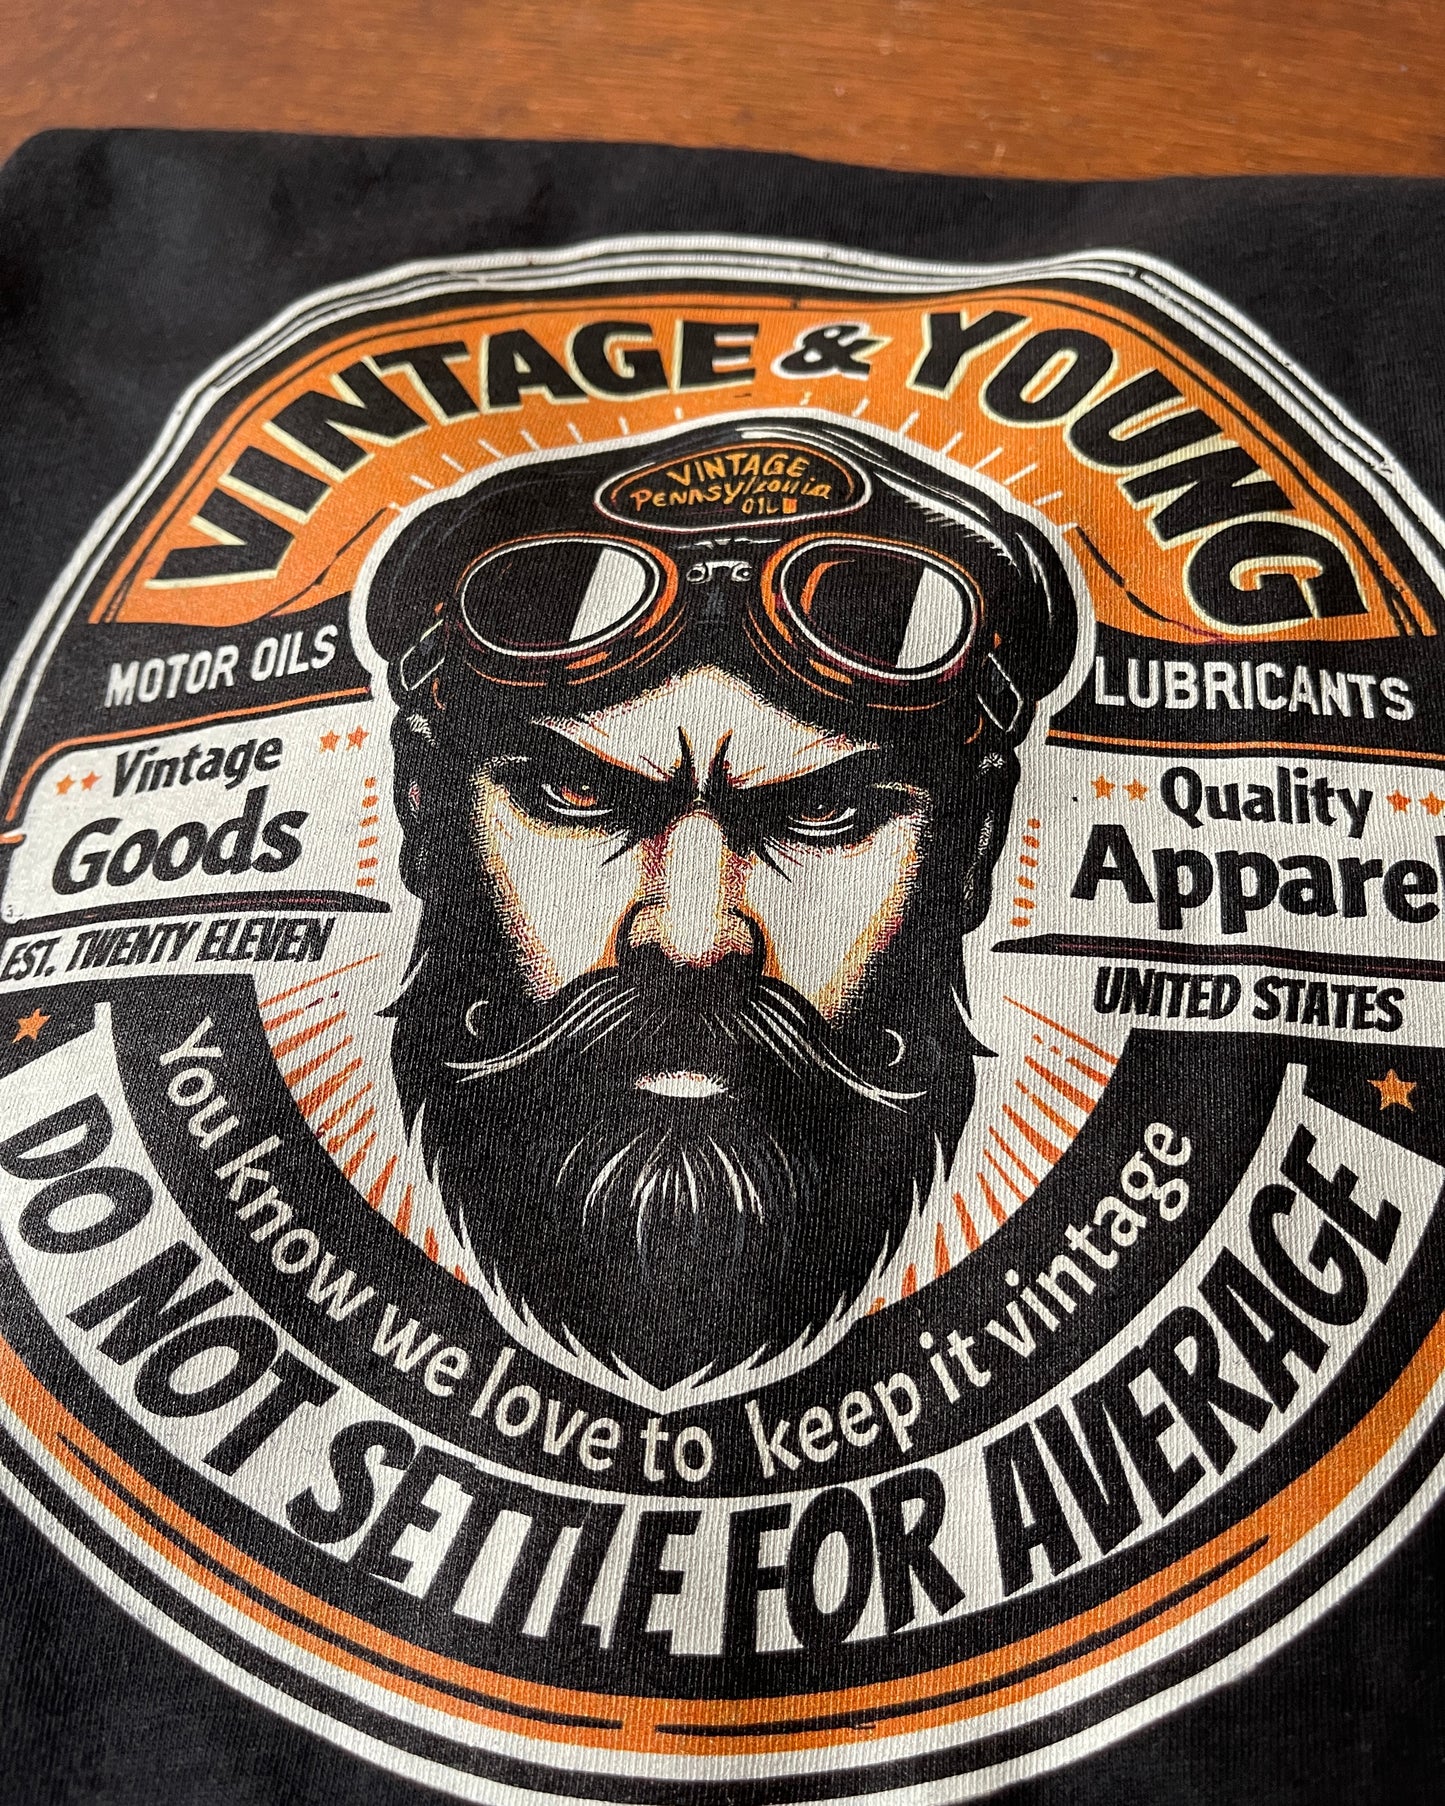 VINTAGE & YOUNG
VINTAGE
Pennsylvania
OIL
MOTOR OILS
LUBRICANTS
Vintage
Goods
EST. TWENTY ELEVEN
Quality
Apparel
UNITED STATES
You know we love to keep it vintage
DO NOT SETTLE FOR AVERAGE